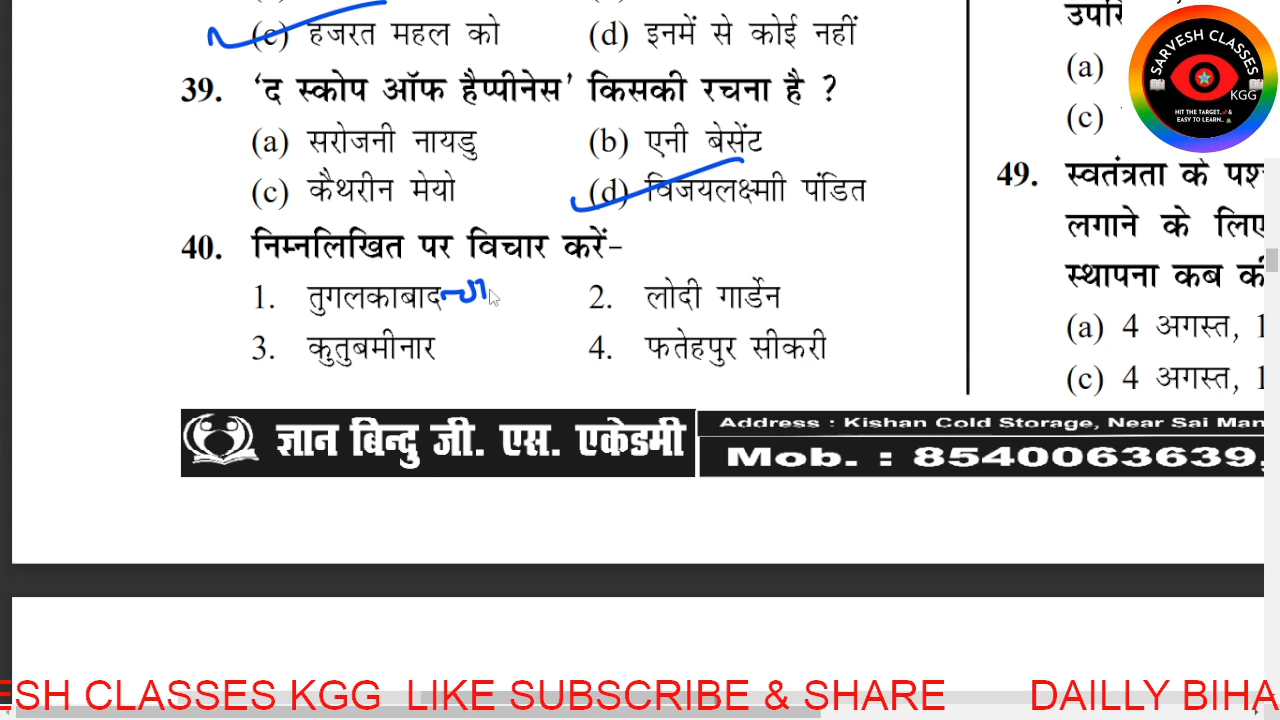 (c) हजरत महल को (d) इनमें से कोई नहीं
39. ‘द स्कोप ऑफ हैप्पीनेस’ किसकी रचना है ?
(a) सरोजनी नायडु (b) एनी बेसेंट
(c) कैथरीन मेयो (d) विजयलक्ष्माी पंडित
40. निम्नलिखित पर विचार करें–
1. तुगलकाबाद 2. लोदी गार्डेन
3. कुतुबमीनार 4. फतेहपुर सीकरी
(a)
(c)
49. स्वतंत्रता के
लगाने के लिए
स्थापना कब की
(a) 4 अगस्त, 1
(c) 4 अगस्त, 1
SARVESH CLASSES
KGG
HIT THE TARGET..& EASY TO LEARN..
ज्ञान बिन्दु जी. एस. एकेडमी
Address : Kishan Cold Storage, Near Sai Man
Mob. : 8540063639,
ESH CLASSES KGG LIKE SUBSCRIBE & SHARE DAILLY BIHA